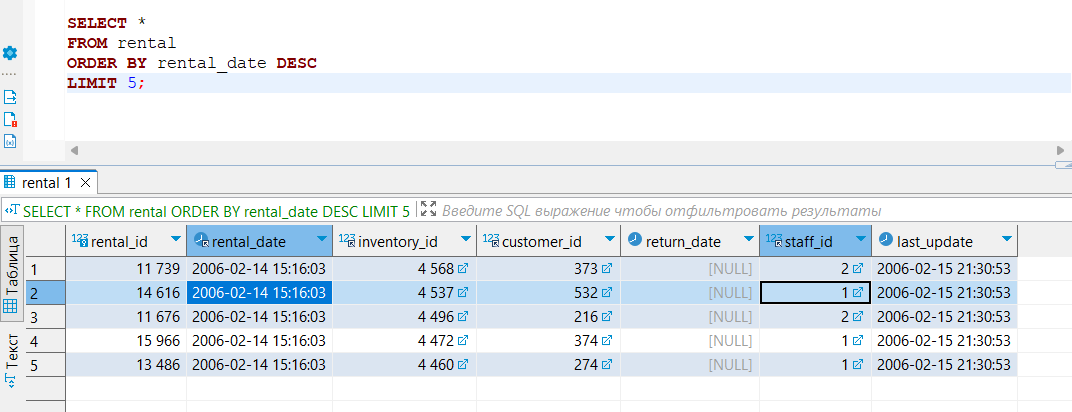 SELECT *
FROM rental
ORDER BY rental_date DESC
LIMIT 5;
rental 1
SELECT * FROM rental ORDER BY rental_date DESC LIMIT 5 Введите SQL выражение чтобы отфильтровать результаты
Таблица
Текст
123 rental_id rental_date 123 inventory_id 123 customer_id return_date 123 staff_id last_update
1 11 739 2006-02-14 15:16:03 4 568 373 [NULL] 2 2006-02-15 21:30:53
2 14 616 2006-02-14 15:16:03 4 537 532 [NULL] 1 2006-02-15 21:30:53
3 11 676 2006-02-14 15:16:03 4 496 216 [NULL] 2 2006-02-15 21:30:53
4 15 966 2006-02-14 15:16:03 4 472 374 [NULL] 1 2006-02-15 21:30:53
5 13 486 2006-02-14 15:16:03 4 460 274 [NULL] 1 2006-02-15 21:30:53